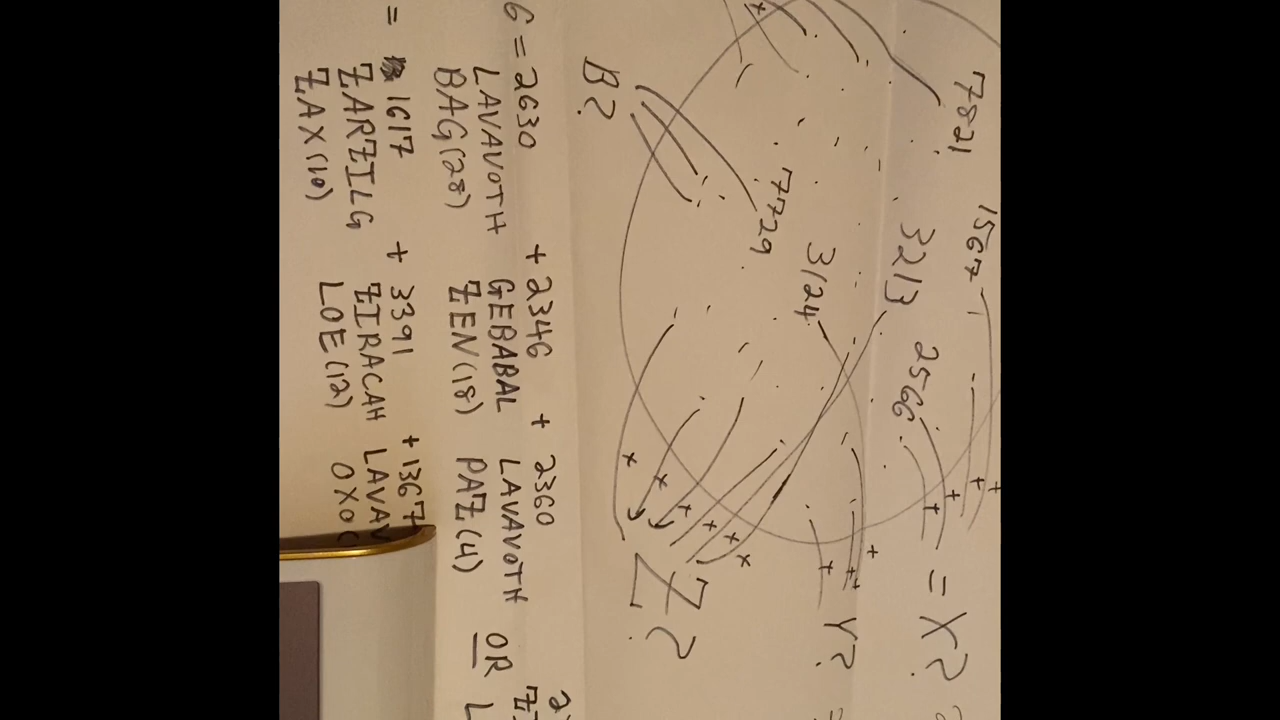 1567
7821
3213 2566 = X?
3124 Y?
7729
B? Z?
6 = 2630 + 2346 + 2360
LAVAVOTH GEBABAL LAVAVOTH OR
BAG(28) ZEN(18) PAZ(4)
= 1617 + 3391 + 1367
ZARZILG ZIRACAH LAVAV
ZAX(10) LOE(12) OXO(